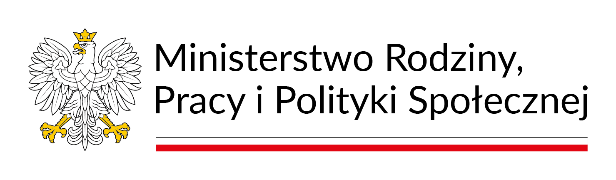 Ministerstwo Rodziny,
Pracy i Polityki Społecznej